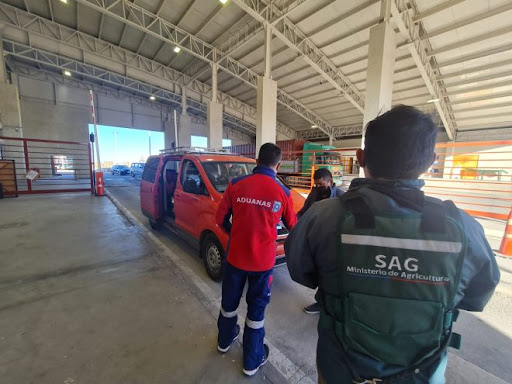 ADUANAS
SAG
Ministerio de Agricultura